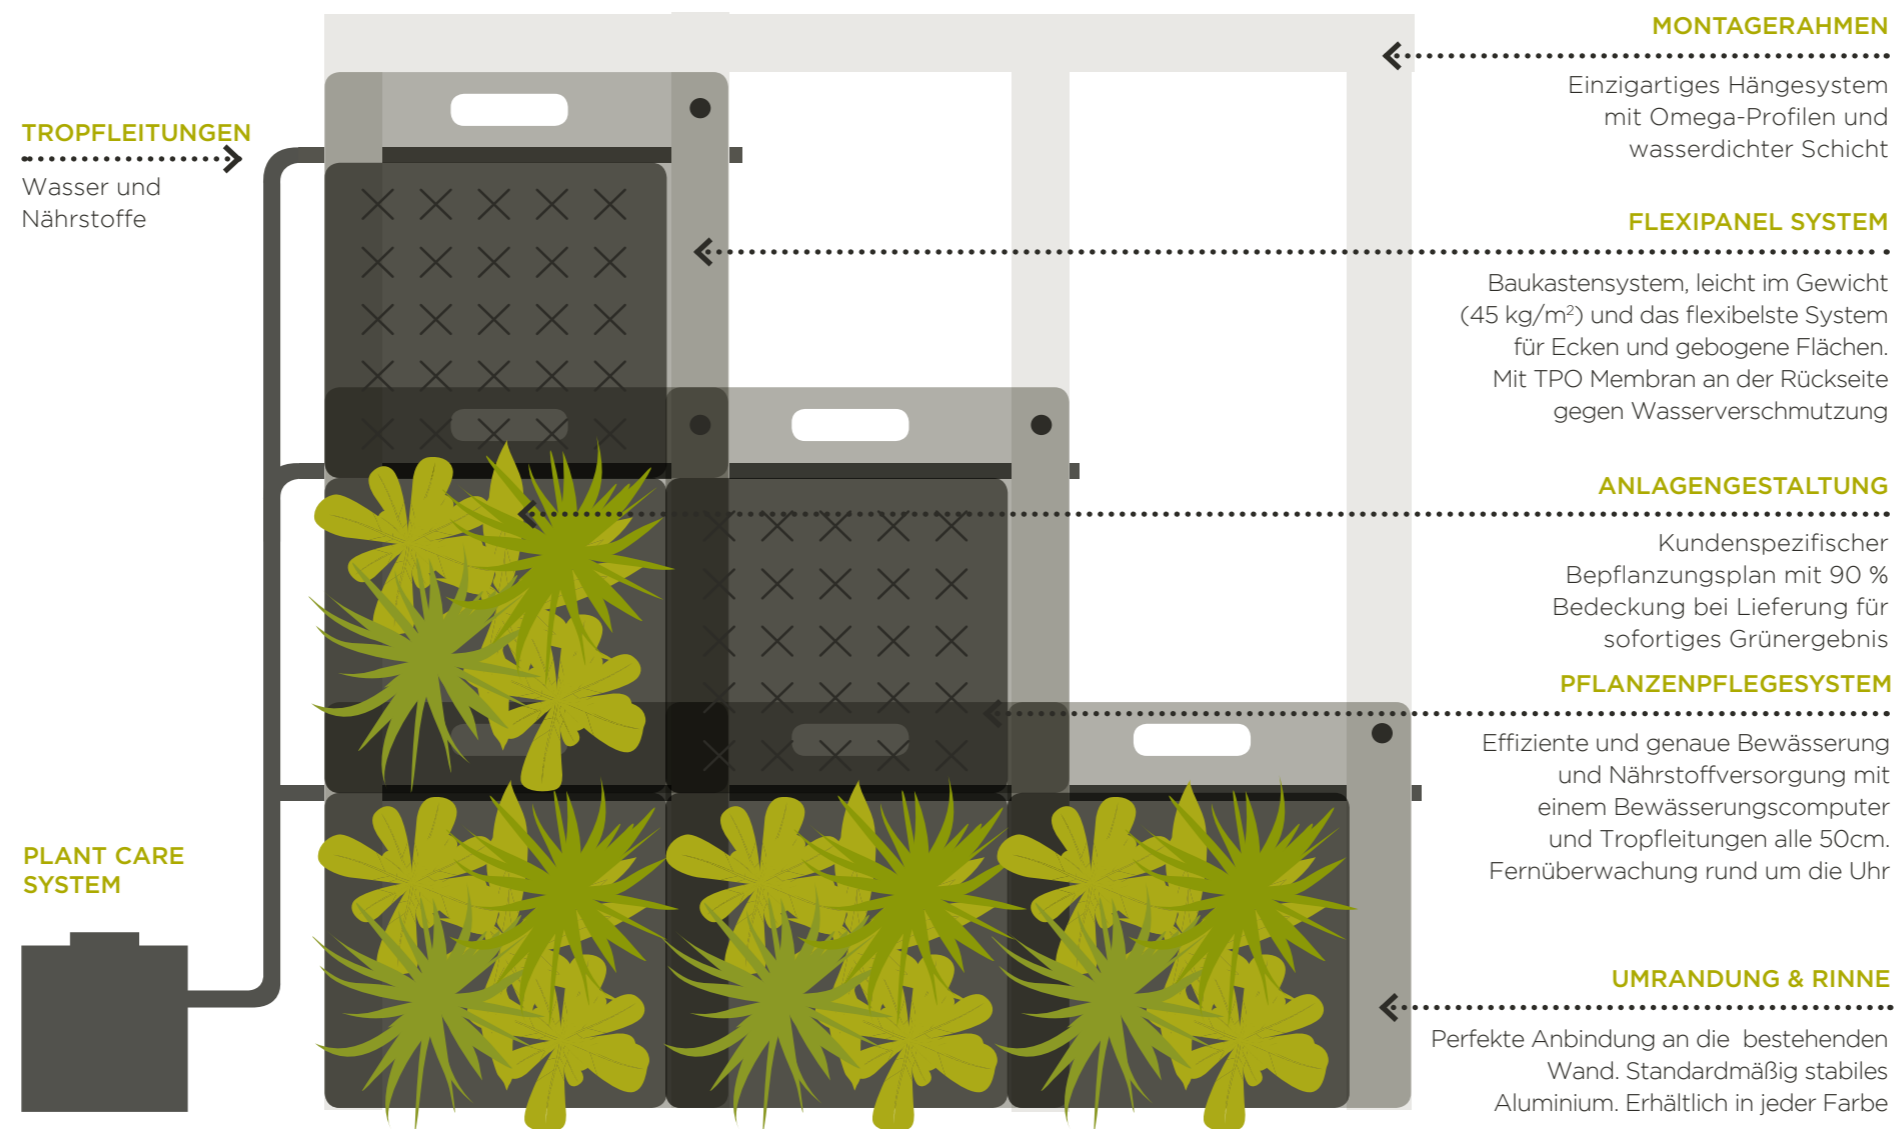 TROPFLEITUNGEN
Wasser und
Nährstoffe
PLANT CARE
SYSTEM
MONTAGERAHMEN
Einzigartiges Hängesystem
mit Omega-Profilen und
wasserdichter Schicht
FLEXIPANEL SYSTEM
Baukastensystem, leicht im Gewicht
(45 kg/m²) und das flexibelste System
für Ecken und gebogene Flächen.
Mit TPO Membran an der Rückseite
gegen Wasserverschmutzung
ANLAGENGESTALTUNG
Kundenspezifischer
Bepflanzungsplan mit 90 %
Bedeckung bei Lieferung für
sofortiges Grünergebnis
PFLANZENPFLEGESYSTEM
Effiziente und genaue Bewässerung
und Nährstoffversorgung mit
einem Bewässerungscomputer
und Tropfleitungen alle 50cm.
Fernüberwachung rund um die Uhr
UMRANDUNG & RINNE
Perfekte Anbindung an die bestehenden
Wand. Standardmäßig stabiles
Aluminium. Erhältlich in jeder Farbe